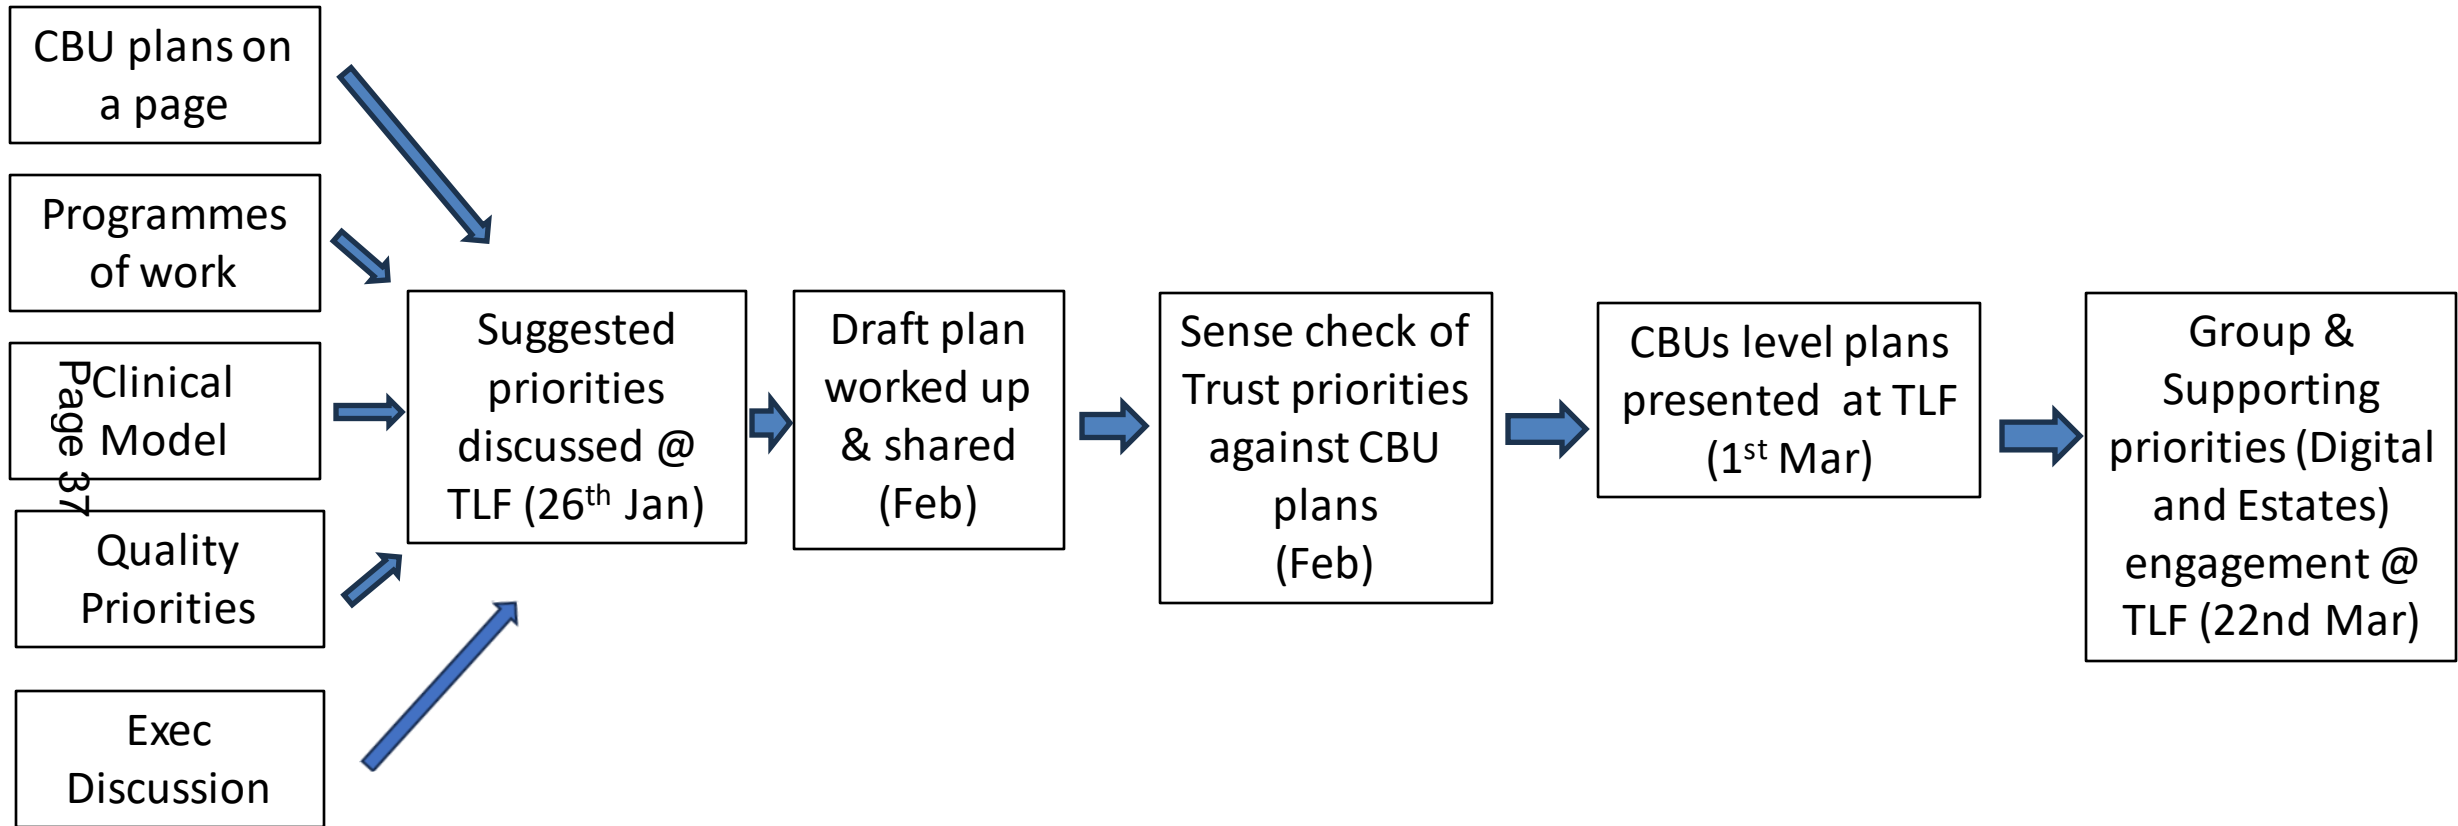 CBU plans on
a page
Programmes
of work
Clinical
Model
Page 37
Quality
Priorities
Exec
Discussion
Suggested
priorities
discussed @
TLF (26th Jan)
Draft plan
worked up
& shared
(Feb)
Sense check of
Trust priorities
against CBU
plans
(Feb)
CBUs level plans
presented at TLF
(1st Mar)
Group &
Supporting
priorities (Digital
and Estates)
engagement @
TLF (22nd Mar)